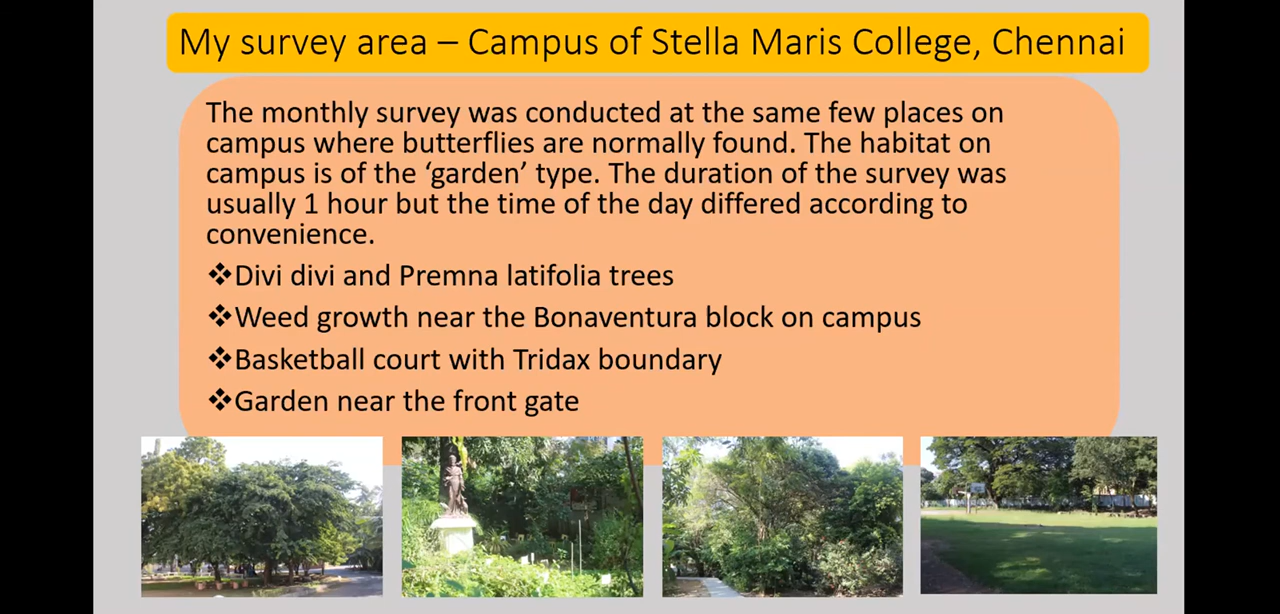 My survey area – Campus of Stella Maris College, Chennai
The monthly survey was conducted at the same few places on
campus where butterflies are normally found. The habitat on
campus is of the ‘garden’ type. The duration of the survey was
usually 1 hour but the time of the day differed according to
convenience.
❖Divi divi and Premna latifolia trees
❖Weed growth near the Bonaventura block on campus
❖Basketball court with Tridax boundary
❖Garden near the front gate